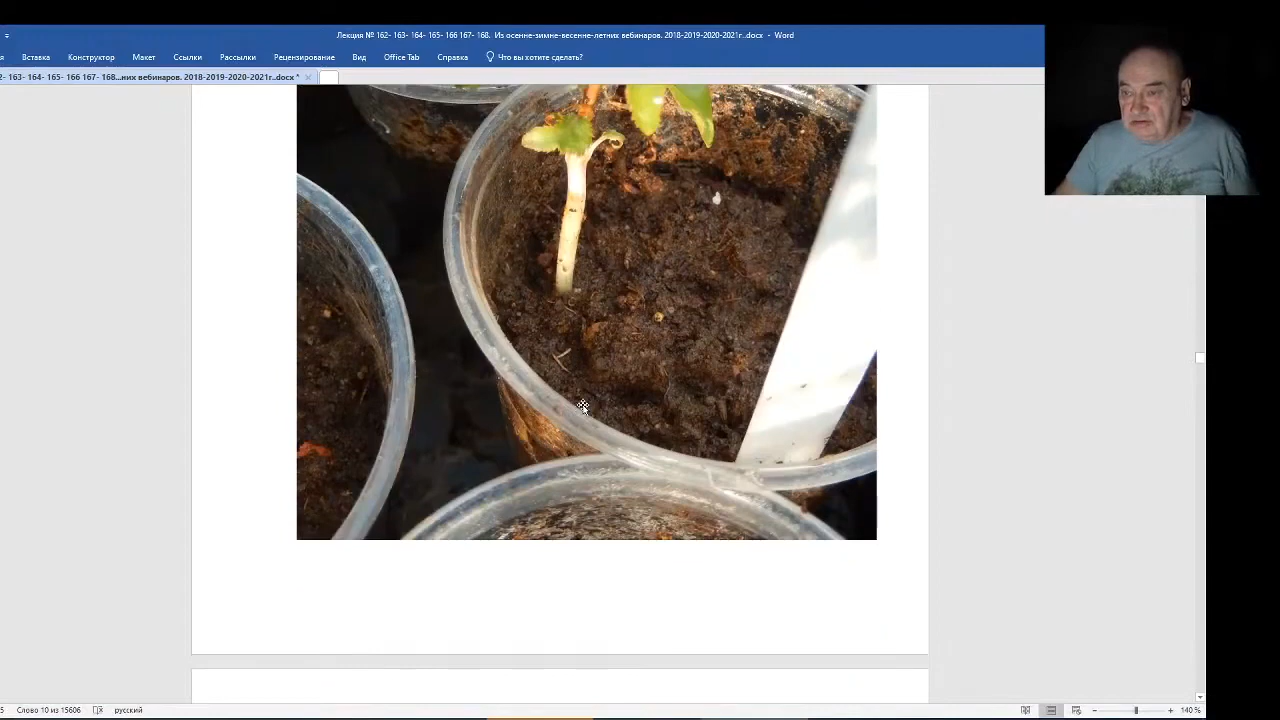 Лекция № 162- 163- 164- 165- 166 167- 168. Из осенне-зимне-весенне-летних вебинаров. 2018-2019-2020-2021г..docx - Word
Вставка Конструктор Макет Ссылки Рассылки Рецензирование Вид Office Tab Справка Что вы хотите сделать?
2- 163- 164- 165- 166 167- 168...них вебинаров. 2018-2019-2020-2021г..docx *
5 Слово 10 из 15606 русский 140 %